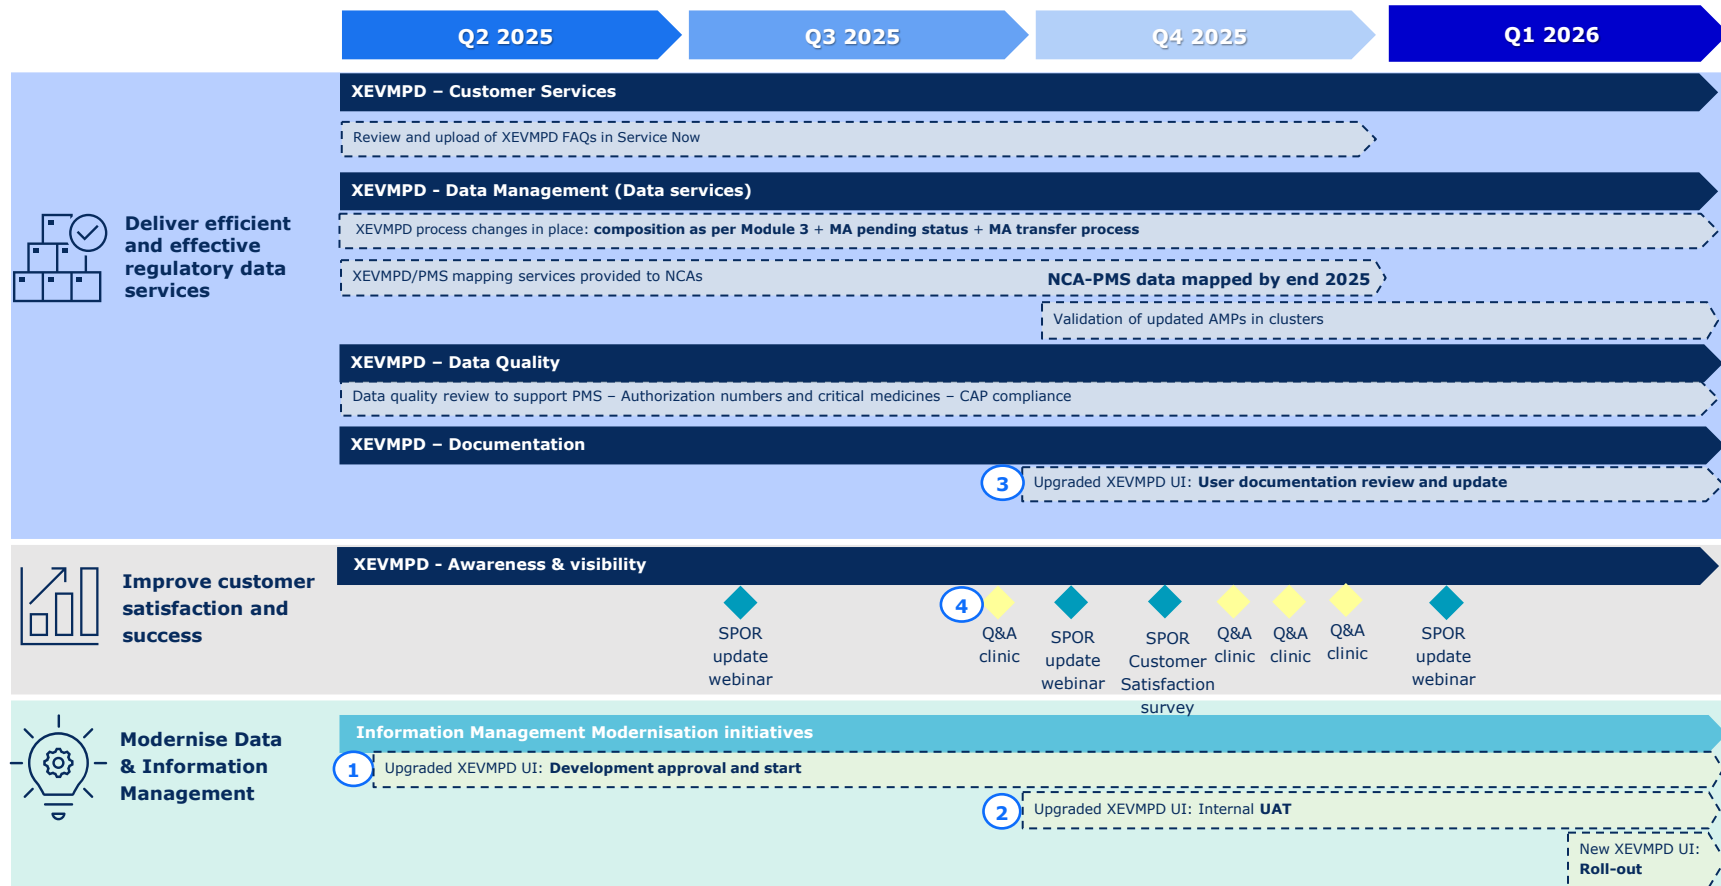 Q2 2025
Q3 2025
Q4 2025
Q1 2026
Deliver efficient
and effective
regulatory data
services
XEVMPD – Customer Services
Review and upload of XEVMPD FAQs in Service Now
XEVMPD - Data Management (Data services)
XEVMPD process changes in place: composition as per Module 3 + MA pending status + MA transfer process
XEVMPD/PMS mapping services provided to NCAs
NCA-PMS data mapped by end 2025
Validation of updated AMPs in clusters
XEVMPD – Data Quality
Data quality review to support PMS – Authorization numbers and critical medicines – CAP compliance
XEVMPD – Documentation
3
Upgraded XEVMPD UI: User documentation review and update
Improve customer
satisfaction and
success
XEVMPD - Awareness & visibility
SPOR
update
webinar
4
Q&A
clinic
SPOR
update
webinar
SPOR
Customer
Satisfaction
survey
Q&A
clinic
Q&A
clinic
Q&A
clinic
SPOR
update
webinar
Modernise Data
& Information
Management
Information Management Modernisation initiatives
1
Upgraded XEVMPD UI: Development approval and start
2
Upgraded XEVMPD UI: Internal UAT
New XEVMPD UI:
Roll-out